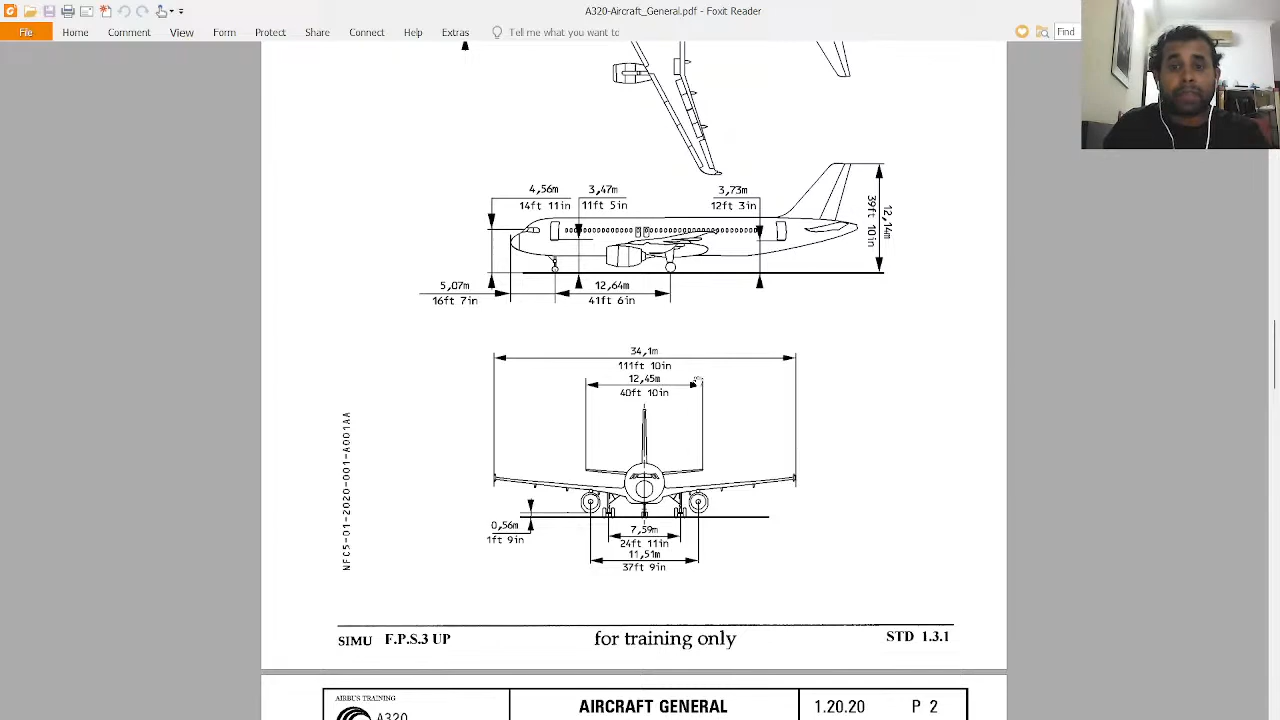 A320-Aircraft_General.pdf - Foxit Reader
File Home Comment View Form Protect Share Connect Help Extras Tell me what you want to Find
4,56m
14ft 11in
3,47m
11ft 5in
3,73m
12ft 3in
12,14m
39ft 10in
5,07m
16ft 7in
12,64m
41ft 6in
34,1m
111ft 10in
12,45m
40ft 10in
NFC5-01-2020-001-A001AA
0,56m
1ft 9in
7,59m
24ft 11in
11,51m
37ft 9in
SIMU F.P.S.3 UP for training only STD 1.3.1
AIRBUS TRAINING
A320
AIRCRAFT GENERAL
1.20.20 P 2